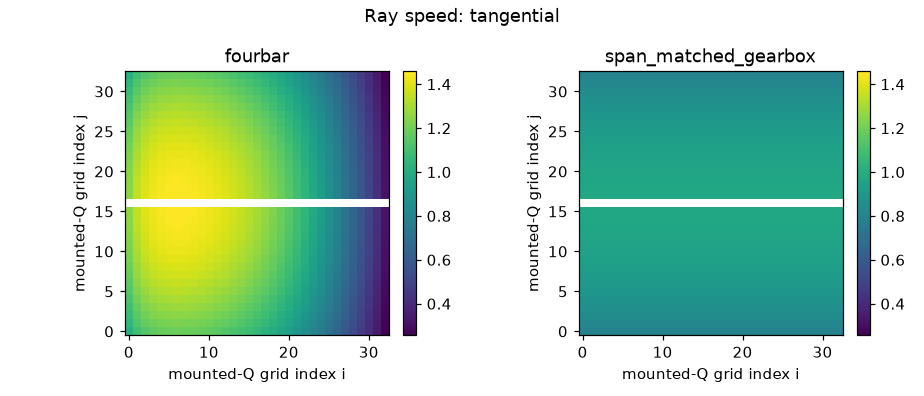 Ray speed: tangential
fourbar
span_matched_gearbox
mounted-Q grid index j
30
25
20
15
10
5
0
0 10 20 30
mounted-Q grid index i
1.4
1.2
1.0
0.8
0.6
0.4
mounted-Q grid index j
30
25
20
15
10
5
0
0 10 20 30
mounted-Q grid index i
1.4
1.2
1.0
0.8
0.6
0.4